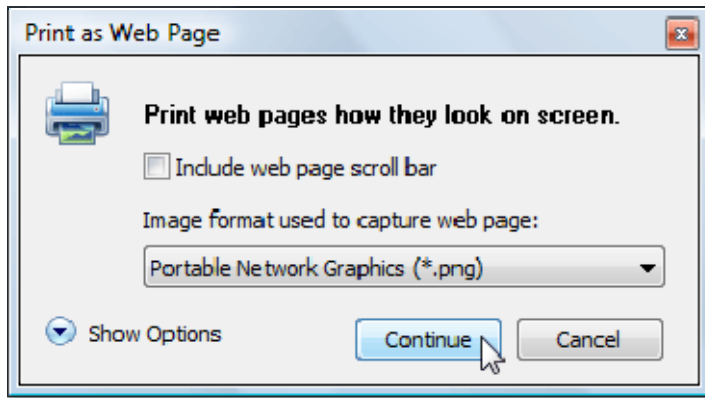 Print as Web Page
Print web pages how they look on screen.
Include web page scroll bar
Image format used to capture web page:
Portable Network Graphics (*.png)
Show Options
Continue
Cancel